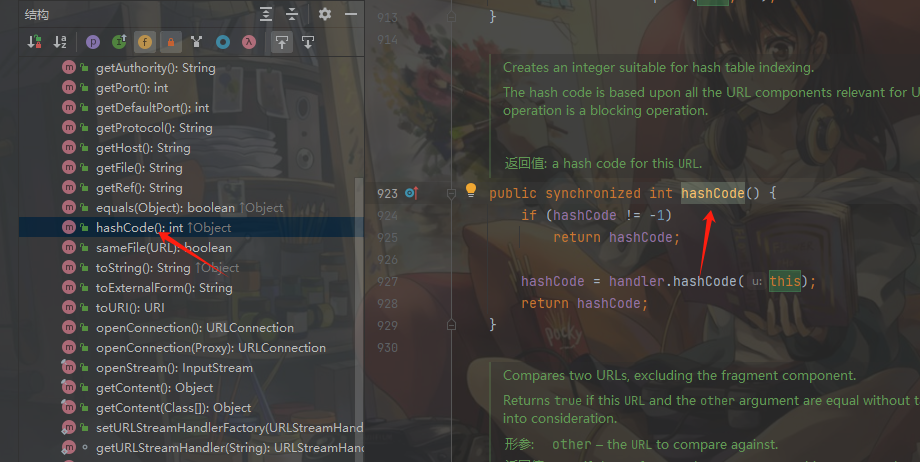 结构
getAuthority(): String
getPort(): int
getDefaultPort(): int
getProtocol(): String
getHost(): String
getFile(): String
getRef(): String
equals(Object): boolean ↑Object
hashCode(): int ↑Object
sameFile(URL): boolean
toString(): String ↑Object
toExternalForm(): String
toURI(): URI
openConnection(): URLConnection
openConnection(Proxy): URLConnection
openStream(): InputStream
getContent(): Object
getContent(Class[]): Object
setURLStreamHandlerFactory(URLStreamHand
getURLStreamHandler(String): URLStreamHa
913 }
914
Creates an integer suitable for hash table indexing.
The hash code is based upon all the URL components relevant for U
operation is a blocking operation.
返回值: a hash code for this URL.
923 public synchronized int hashCode() {
924 if (hashCode != -1)
925 return hashCode;
926
927 hashCode = handler.hashCode( u: this);
928 return hashCode;
929 }
930
Compares two URLs, excluding the fragment component.
Returns true if this URL and the other argument are equal without t
into consideration.
形参: other – the URL to compare against.